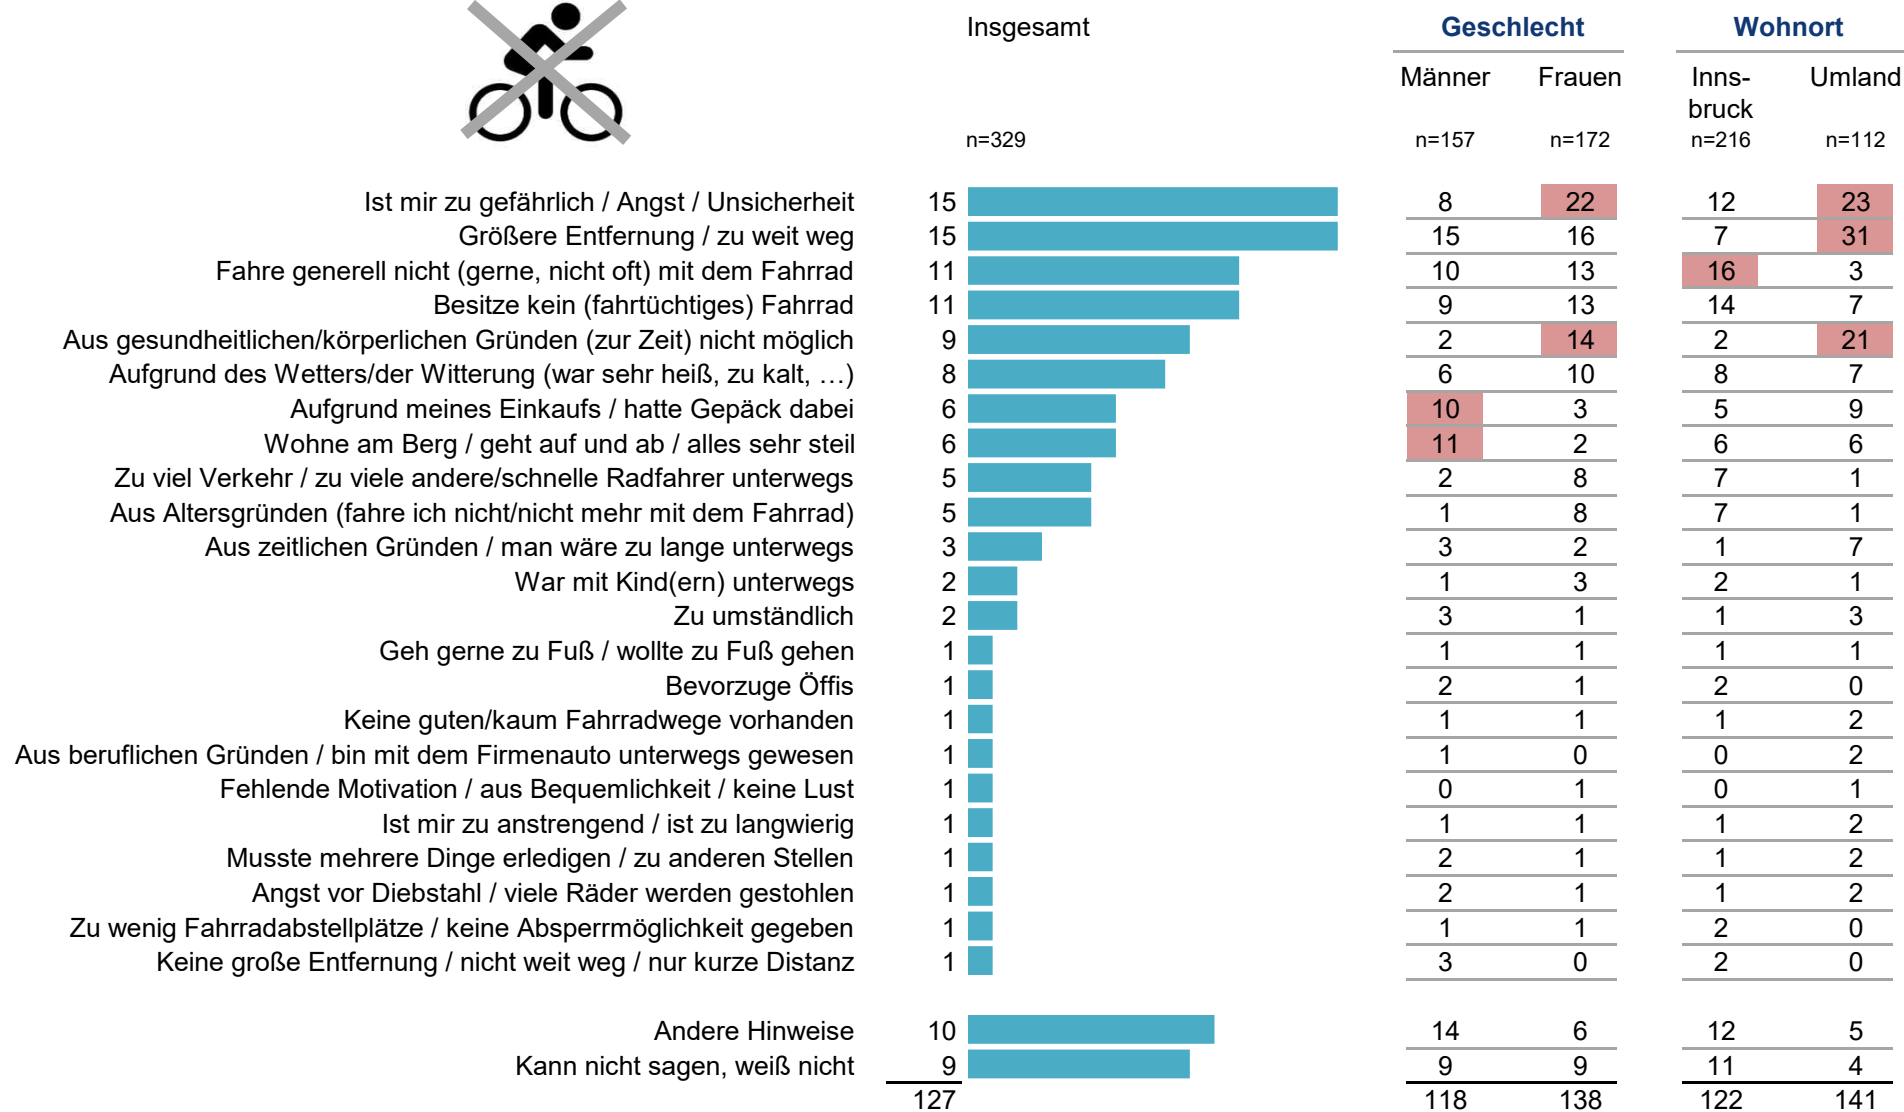 Insgesamt Geschlecht Wohnort
Männer Frauen Inns- Umland
bruck
n=329 n=157 n=172 n=216 n=112
Ist mir zu gefährlich / Angst / Unsicherheit 15 8 22 12 23
Größere Entfernung / zu weit weg 15 15 16 7 31
Fahre generell nicht (gerne, nicht oft) mit dem Fahrrad 11 10 13 16 3
Besitze kein (fahrtüchtiges) Fahrrad 11 9 13 14 7
Aus gesundheitlichen/körperlichen Gründen (zur Zeit) nicht möglich 9 2 14 2 21
Aufgrund des Wetters/der Witterung (war sehr heiß, zu kalt, …) 8 6 10 8 7
Aufgrund meines Einkaufs / hatte Gepäck dabei 6 10 3 5 9
Wohne am Berg / geht auf und ab / alles sehr steil 6 11 2 6 6
Zu viel Verkehr / zu viele andere/schnelle Radfahrer unterwegs 5 2 8 7 1
Aus Altersgründen (fahre ich nicht/nicht mehr mit dem Fahrrad) 5 1 8 7 1
Aus zeitlichen Gründen / man wäre zu lange unterwegs 3 3 2 1 7
War mit Kind(ern) unterwegs 2 1 3 2 1
Zu umständlich 2 3 1 1 3
Geh gerne zu Fuß / wollte zu Fuß gehen 1 1 1 1 1
Bevorzuge Öffis 1 2 1 2 0
Keine guten/kaum Fahrradwege vorhanden 1 1 1 1 2
Aus beruflichen Gründen / bin mit dem Firmenauto unterwegs gewesen 1 1 0 0 2
Fehlende Motivation / aus Bequemlichkeit / keine Lust 1 0 1 0 1
Ist mir zu anstrengend / ist zu langwierig 1 1 1 1 2
Musste mehrere Dinge erledigen / zu anderen Stellen 1 2 1 1 2
Angst vor Diebstahl / viele Räder werden gestohlen 1 2 1 1 2
Zu wenig Fahrradabstellplätze / keine Absperrmöglichkeit gegeben 1 1 1 2 0
Keine große Entfernung / nicht weit weg / nur kurze Distanz 1 3 0 2 0
Andere Hinweise 10 14 6 12 5
Kann nicht sagen, weiß nicht 9 9 9 11 4
127 118 138 122 141